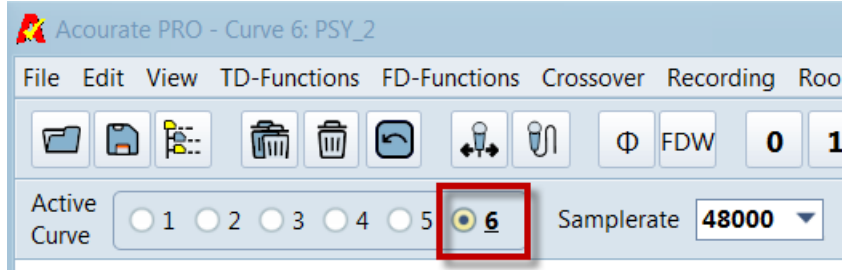 Acourate PRO - Curve 6: PSY_2
File Edit View TD-Functions FD-Functions Crossover Recording Roo
Φ FDW 0 1
Active Curve 1 2 3 4 5 6 Samplerate 48000